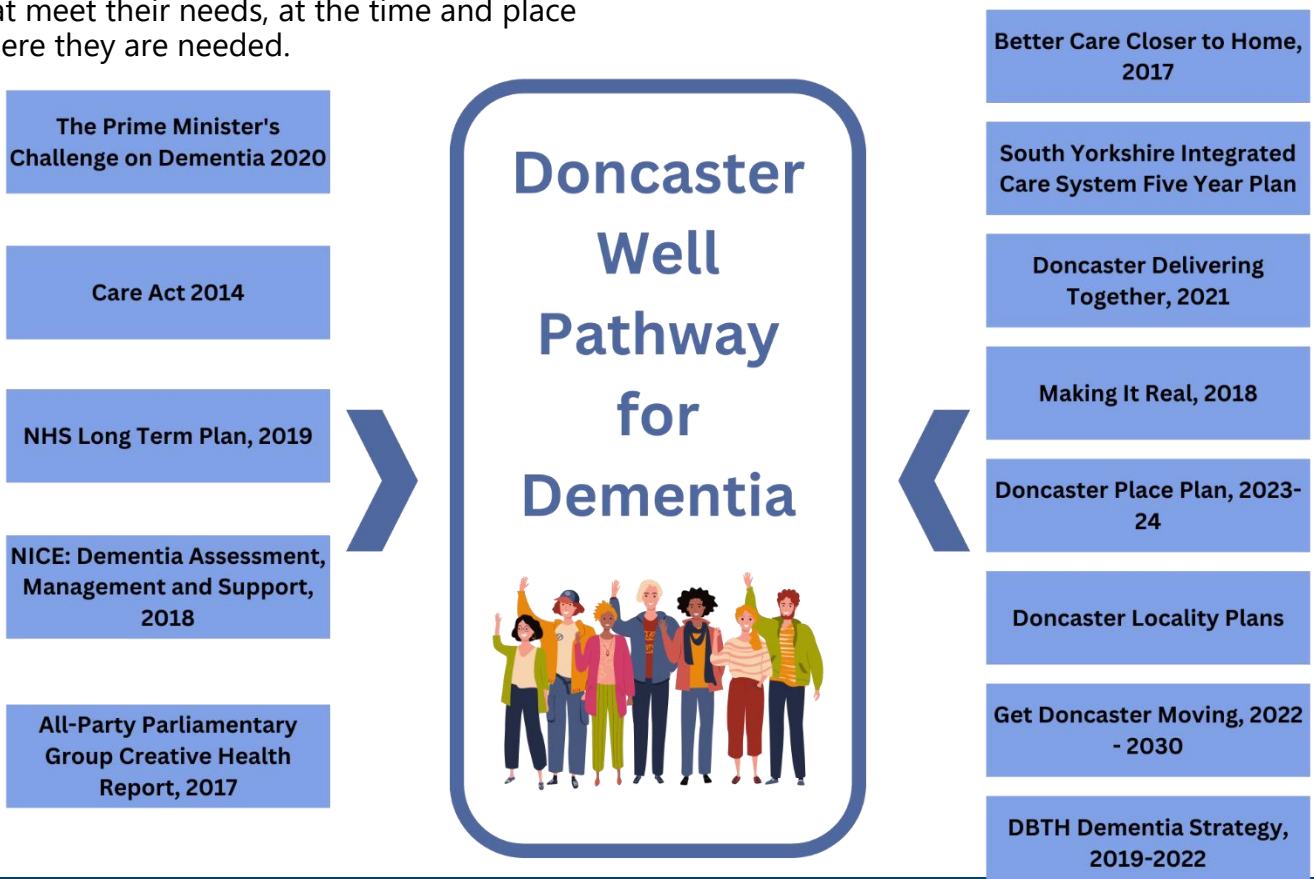 at meet their needs, at the time and place
ere they are needed.
The Prime Minister's
Challenge on Dementia 2020
Care Act 2014
NHS Long Term Plan, 2019
NICE: Dementia Assessment,
Management and Support,
2018
All-Party Parliamentary
Group Creative Health
Report, 2017
Doncaster
Well
Pathway
for
Dementia
Better Care Closer to Home,
2017
South Yorkshire Integrated
Care System Five Year Plan
Doncaster Delivering
Together, 2021
Making It Real, 2018
Doncaster Place Plan, 2023-
24
Doncaster Locality Plans
Get Doncaster Moving, 2022
- 2030
DBTH Dementia Strategy,
2019-2022